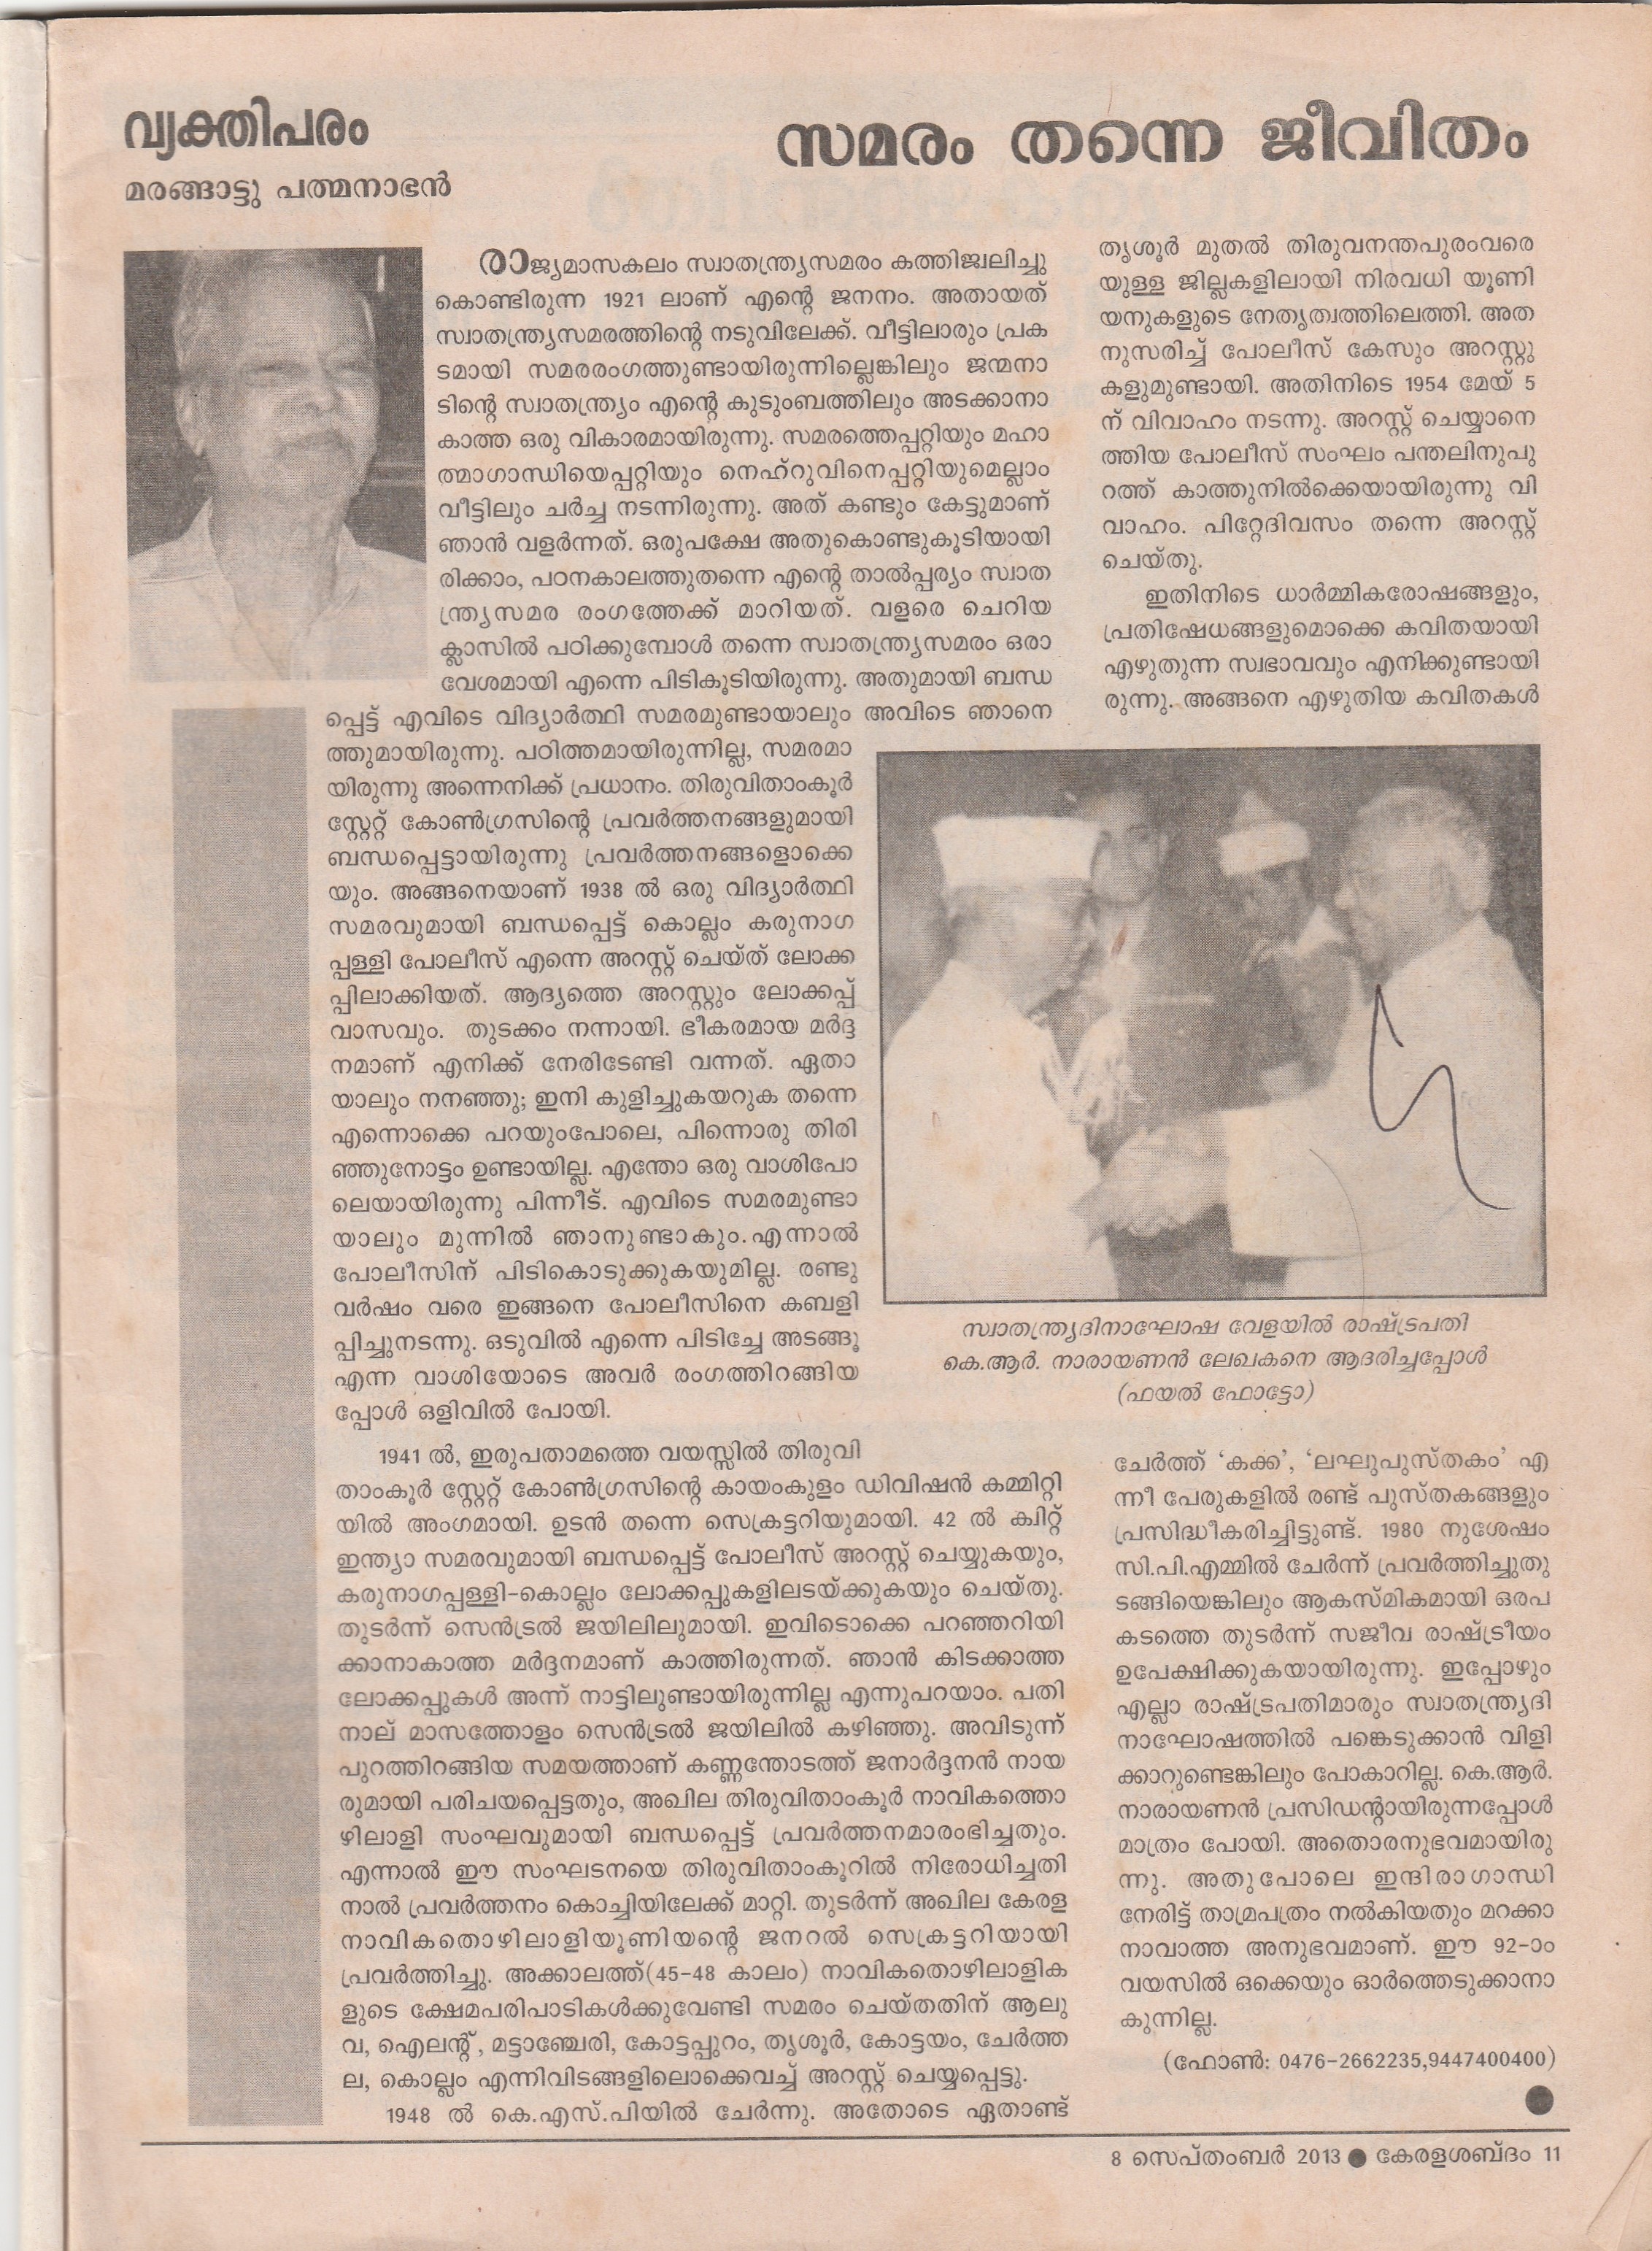 വ്യക്തിപരം
മരങ്ങാട്ടു പത്മനാഭൻ
സമരം തന്നെ ജീവിതം
രാജ്യമാസകലം സ്വാതന്ത്ര്യസമരം കത്തിജ്വലിച്ചു
കൊണ്ടിരുന്ന 1921 ലാണ് എന്റെ ജനനം. അതായത്
സ്വാതന്ത്ര്യസമരത്തിന്റെ നടുവിലേക്ക്. വീട്ടിലാരും പ്രക
ടമായി സമരരംഗത്തുണ്ടായിരുന്നില്ലെങ്കിലും ജന്മനാ
ടിന്റെ സ്വാതന്ത്ര്യം എന്റെ കുടുംബത്തിലും അടക്കാനാ
കാത്ത ഒരു വികാരമായിരുന്നു. സമരത്തെപ്പറ്റിയും മഹാ
ത്മാഗാന്ധിയെപ്പറ്റിയും നെഹ്റുവിനെപ്പറ്റിയുമെല്ലാം
വീട്ടിലും ചർച്ച നടന്നിരുന്നു. അത് കണ്ടും കേട്ടുമാണ്
ഞാൻ വളർന്നത്. ഒരുപക്ഷേ അതുകൊണ്ടുകൂടിയായി
രിക്കാം, പഠനകാലത്തുതന്നെ എന്റെ താൽപ്പര്യം സ്വാത
ന്ത്ര്യസമര രംഗത്തേക്ക് മാറിയത്. വളരെ ചെറിയ
ക്ലാസിൽ പഠിക്കുമ്പോൾ തന്നെ സ്വാതന്ത്ര്യസമരം ഒരാ
വേശമായി എന്നെ പിടികൂടിയിരുന്നു. അതുമായി ബന്ധ
പ്പെട്ട് എവിടെ വിദ്യാർത്ഥി സമരമുണ്ടായാലും അവിടെ ഞാനെ
ത്തുമായിരുന്നു. പഠിത്തമായിരുന്നില്ല, സമരമാ
യിരുന്നു അന്നെനിക്ക് പ്രധാനം. തിരുവിതാംകൂർ
സ്റ്റേറ്റ് കോൺഗ്രസിന്റെ പ്രവർത്തനങ്ങളുമായി
ബന്ധപ്പെട്ടായിരുന്നു പ്രവർത്തനങ്ങളൊക്കെ
യും. അങ്ങനെയാണ് 1938 ൽ ഒരു വിദ്യാർത്ഥി
സമരവുമായി ബന്ധപ്പെട്ട് കൊല്ലം കരുനാഗ
പ്പള്ളി പോലീസ് എന്നെ അറസ്റ്റ് ചെയ്ത് ലോക്ക
പ്പിലാക്കിയത്. ആദ്യത്തെ അറസ്റ്റും ലോക്കപ്പ്
വാസവും. തുടക്കം നന്നായി. ഭീകരമായ മർദ്ദ
നമാണ് എനിക്ക് നേരിടേണ്ടി വന്നത്. ഏതാ
യാലും നനഞ്ഞു; ഇനി കുളിച്ചുകയറുക തന്നെ
എന്നൊക്കെ പറയുംപോലെ, പിന്നൊരു തിരി
ഞ്ഞുനോട്ടം ഉണ്ടായില്ല. എന്തോ ഒരു വാശിപോ
ലെയായിരുന്നു പിന്നീട്. എവിടെ സമരമുണ്ടാ
യാലും മുന്നിൽ ഞാനുണ്ടാകും. എന്നാൽ
പോലീസിന് പിടികൊടുക്കുകയുമില്ല. രണ്ടു
വർഷം വരെ ഇങ്ങനെ പോലീസിനെ കബളി
പ്പിച്ചുനടന്നു. ഒടുവിൽ എന്നെ പിടിച്ചേ അടങ്ങൂ
എന്ന വാശിയോടെ അവർ രംഗത്തിറങ്ങിയ
പ്പോൾ ഒളിവിൽ പോയി.
1941 ൽ, ഇരുപതാമത്തെ വയസ്സിൽ തിരുവി
താംകൂർ സ്റ്റേറ്റ് കോൺഗ്രസിന്റെ കായംകുളം ഡിവിഷൻ കമ്മിറ്റി
യിൽ അംഗമായി. ഉടൻ തന്നെ സെക്രട്ടറിയുമായി. 42 ൽ ക്വിറ്റ്
ഇന്ത്യാ സമരവുമായി ബന്ധപ്പെട്ട് പോലീസ് അറസ്റ്റ് ചെയ്യുകയും,
കരുനാഗപ്പള്ളി-കൊല്ലം ലോക്കപ്പുകളിലടയ്ക്കുകയും ചെയ്തു.
തുടർന്ന് സെൻട്രൽ ജയിലിലുമായി. ഇവിടൊക്കെ പറഞ്ഞറിയി
ക്കാനാകാത്ത മർദ്ദനമാണ് കാത്തിരുന്നത്. ഞാൻ കിടക്കാത്ത
ലോക്കപ്പുകൾ അന്ന് നാട്ടിലുണ്ടായിരുന്നില്ല എന്നുപറയാം. പതി
നാല് മാസത്തോളം സെൻട്രൽ ജയിലിൽ കഴിഞ്ഞു. അവിടുന്ന്
പുറത്തിറങ്ങിയ സമയത്താണ് കണ്ണന്തോടത്ത് ജനാർദ്ദനൻ നായ
രുമായി പരിചയപ്പെട്ടതും, അഖില തിരുവിതാംകൂർ നാവികത്തൊ
ഴിലാളി സംഘവുമായി ബന്ധപ്പെട്ട് പ്രവർത്തനമാരംഭിച്ചതും.
എന്നാൽ ഈ സംഘടനയെ തിരുവിതാംകൂറിൽ നിരോധിച്ചതി
നാൽ പ്രവർത്തനം കൊച്ചിയിലേക്ക് മാറ്റി. തുടർന്ന് അഖില കേരള
നാവികതൊഴിലാളിയൂണിയന്റെ ജനറൽ സെക്രട്ടറിയായി
പ്രവർത്തിച്ചു. അക്കാലത്ത്(45-48 കാലം) നാവികതൊഴിലാളിക
ളുടെ ക്ഷേമപരിപാടികൾക്കുവേണ്ടി സമരം ചെയ്തതിന് ആലു
വ, ഐലന്റ്, മട്ടാഞ്ചേരി, കോട്ടപ്പുറം, തൃശൂർ, കോട്ടയം, ചേർത്ത
ല, കൊല്ലം എന്നിവിടങ്ങളിലൊക്കെവച്ച് അറസ്റ്റ് ചെയ്യപ്പെട്ടു.
1948 ൽ കെ.എസ്.പിയിൽ ചേർന്നു. അതോടെ ഏതാണ്ട്
തൃശൂർ മുതൽ തിരുവനന്തപുരംവരെ
യുള്ള ജില്ലകളിലായി നിരവധി യൂണി
യനുകളുടെ നേതൃത്വത്തിലെത്തി. അത
നുസരിച്ച് പോലീസ് കേസും അറസ്റ്റു
കളുമുണ്ടായി. അതിനിടെ 1954 മേയ് 5
ന് വിവാഹം നടന്നു. അറസ്റ്റ് ചെയ്യാനെ
ത്തിയ പോലീസ് സംഘം പന്തലിനുപു
റത്ത് കാത്തുനിൽക്കെയായിരുന്നു വി
വാഹം. പിറ്റേദിവസം തന്നെ അറസ്റ്റ്
ചെയ്തു.
ഇതിനിടെ ധാർമ്മികരോഷങ്ങളും,
പ്രതിഷേധങ്ങളുമൊക്കെ കവിതയായി
എഴുതുന്ന സ്വഭാവവും എനിക്കുണ്ടായി
രുന്നു. അങ്ങനെ എഴുതിയ കവിതകൾ
സ്വാതന്ത്ര്യദിനാഘോഷ വേളയിൽ രാഷ്ട്രപതി
കെ.ആർ. നാരായണൻ ലേഖകനെ ആദരിച്ചപ്പോൾ
(ഫയൽ ഫോട്ടോ)
ചേർത്ത് ‘കക്ക’, ‘ലഘുപുസ്തകം’ എ
ന്നീ പേരുകളിൽ രണ്ട് പുസ്തകങ്ങളും
പ്രസിദ്ധീകരിച്ചിട്ടുണ്ട്. 1980 നുശേഷം
സി.പി.എമ്മിൽ ചേർന്ന് പ്രവർത്തിച്ചുതു
ടങ്ങിയെങ്കിലും ആകസ്മികമായി ഒരപ
കടത്തെ തുടർന്ന് സജീവ രാഷ്ട്രീയം
ഉപേക്ഷിക്കുകയായിരുന്നു. ഇപ്പോഴും
എല്ലാ രാഷ്ട്രപതിമാരും സ്വാതന്ത്ര്യദി
നാഘോഷത്തിൽ പങ്കെടുക്കാൻ വിളി
ക്കാറുണ്ടെങ്കിലും പോകാറില്ല. കെ.ആർ.
നാരായണൻ പ്രസിഡന്റായിരുന്നപ്പോൾ
മാത്രം പോയി. അതൊരനുഭവമായിരു
ന്നു. അതുപോലെ ഇന്ദിരാഗാന്ധി
നേരിട്ട് താമ്രപത്രം നൽകിയതും മറക്കാ
നാവാത്ത അനുഭവമാണ്. ഈ 92-ാം
വയസിൽ ഒക്കെയും ഓർത്തെടുക്കാനാ
കുന്നില്ല.
(ഫോൺ: 0476-2662235,9447400400)
8 സെപ്തംബർ 2013 ● കേരളശബ്ദം 11